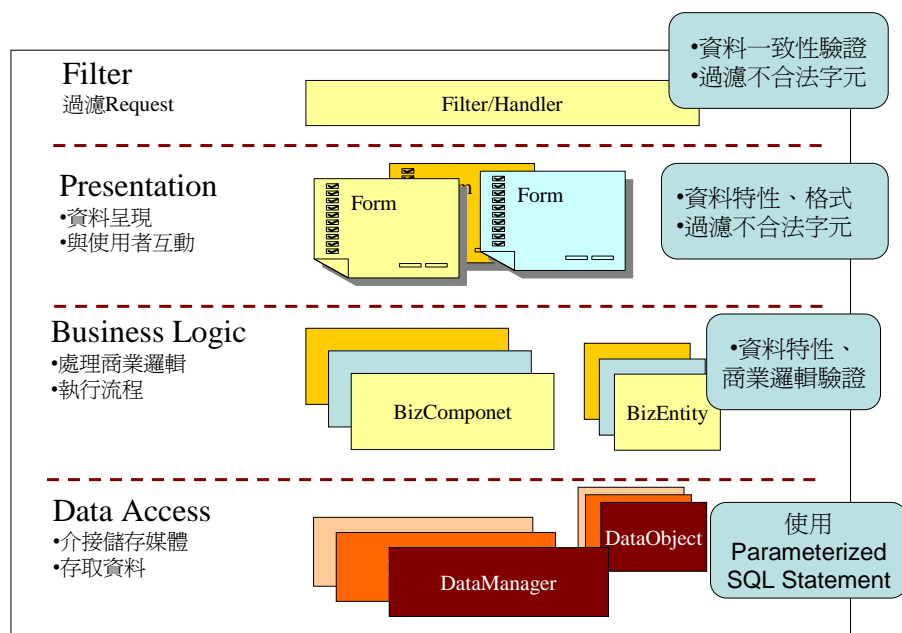 Filter
過濾Request
Filter/Handler
•資料一致性驗證
•過濾不合法字元
Presentation
•資料呈現
•與使用者互動
Form
Form
•資料特性、格式
•過濾不合法字元
Business Logic
•處理商業邏輯
•執行流程
BizComponet
BizEntity
•資料特性、
商業邏輯驗證
Data Access
•介接儲存媒體
•存取資料
DataManager
DataObject
使用
Parameterized
SQL Statement